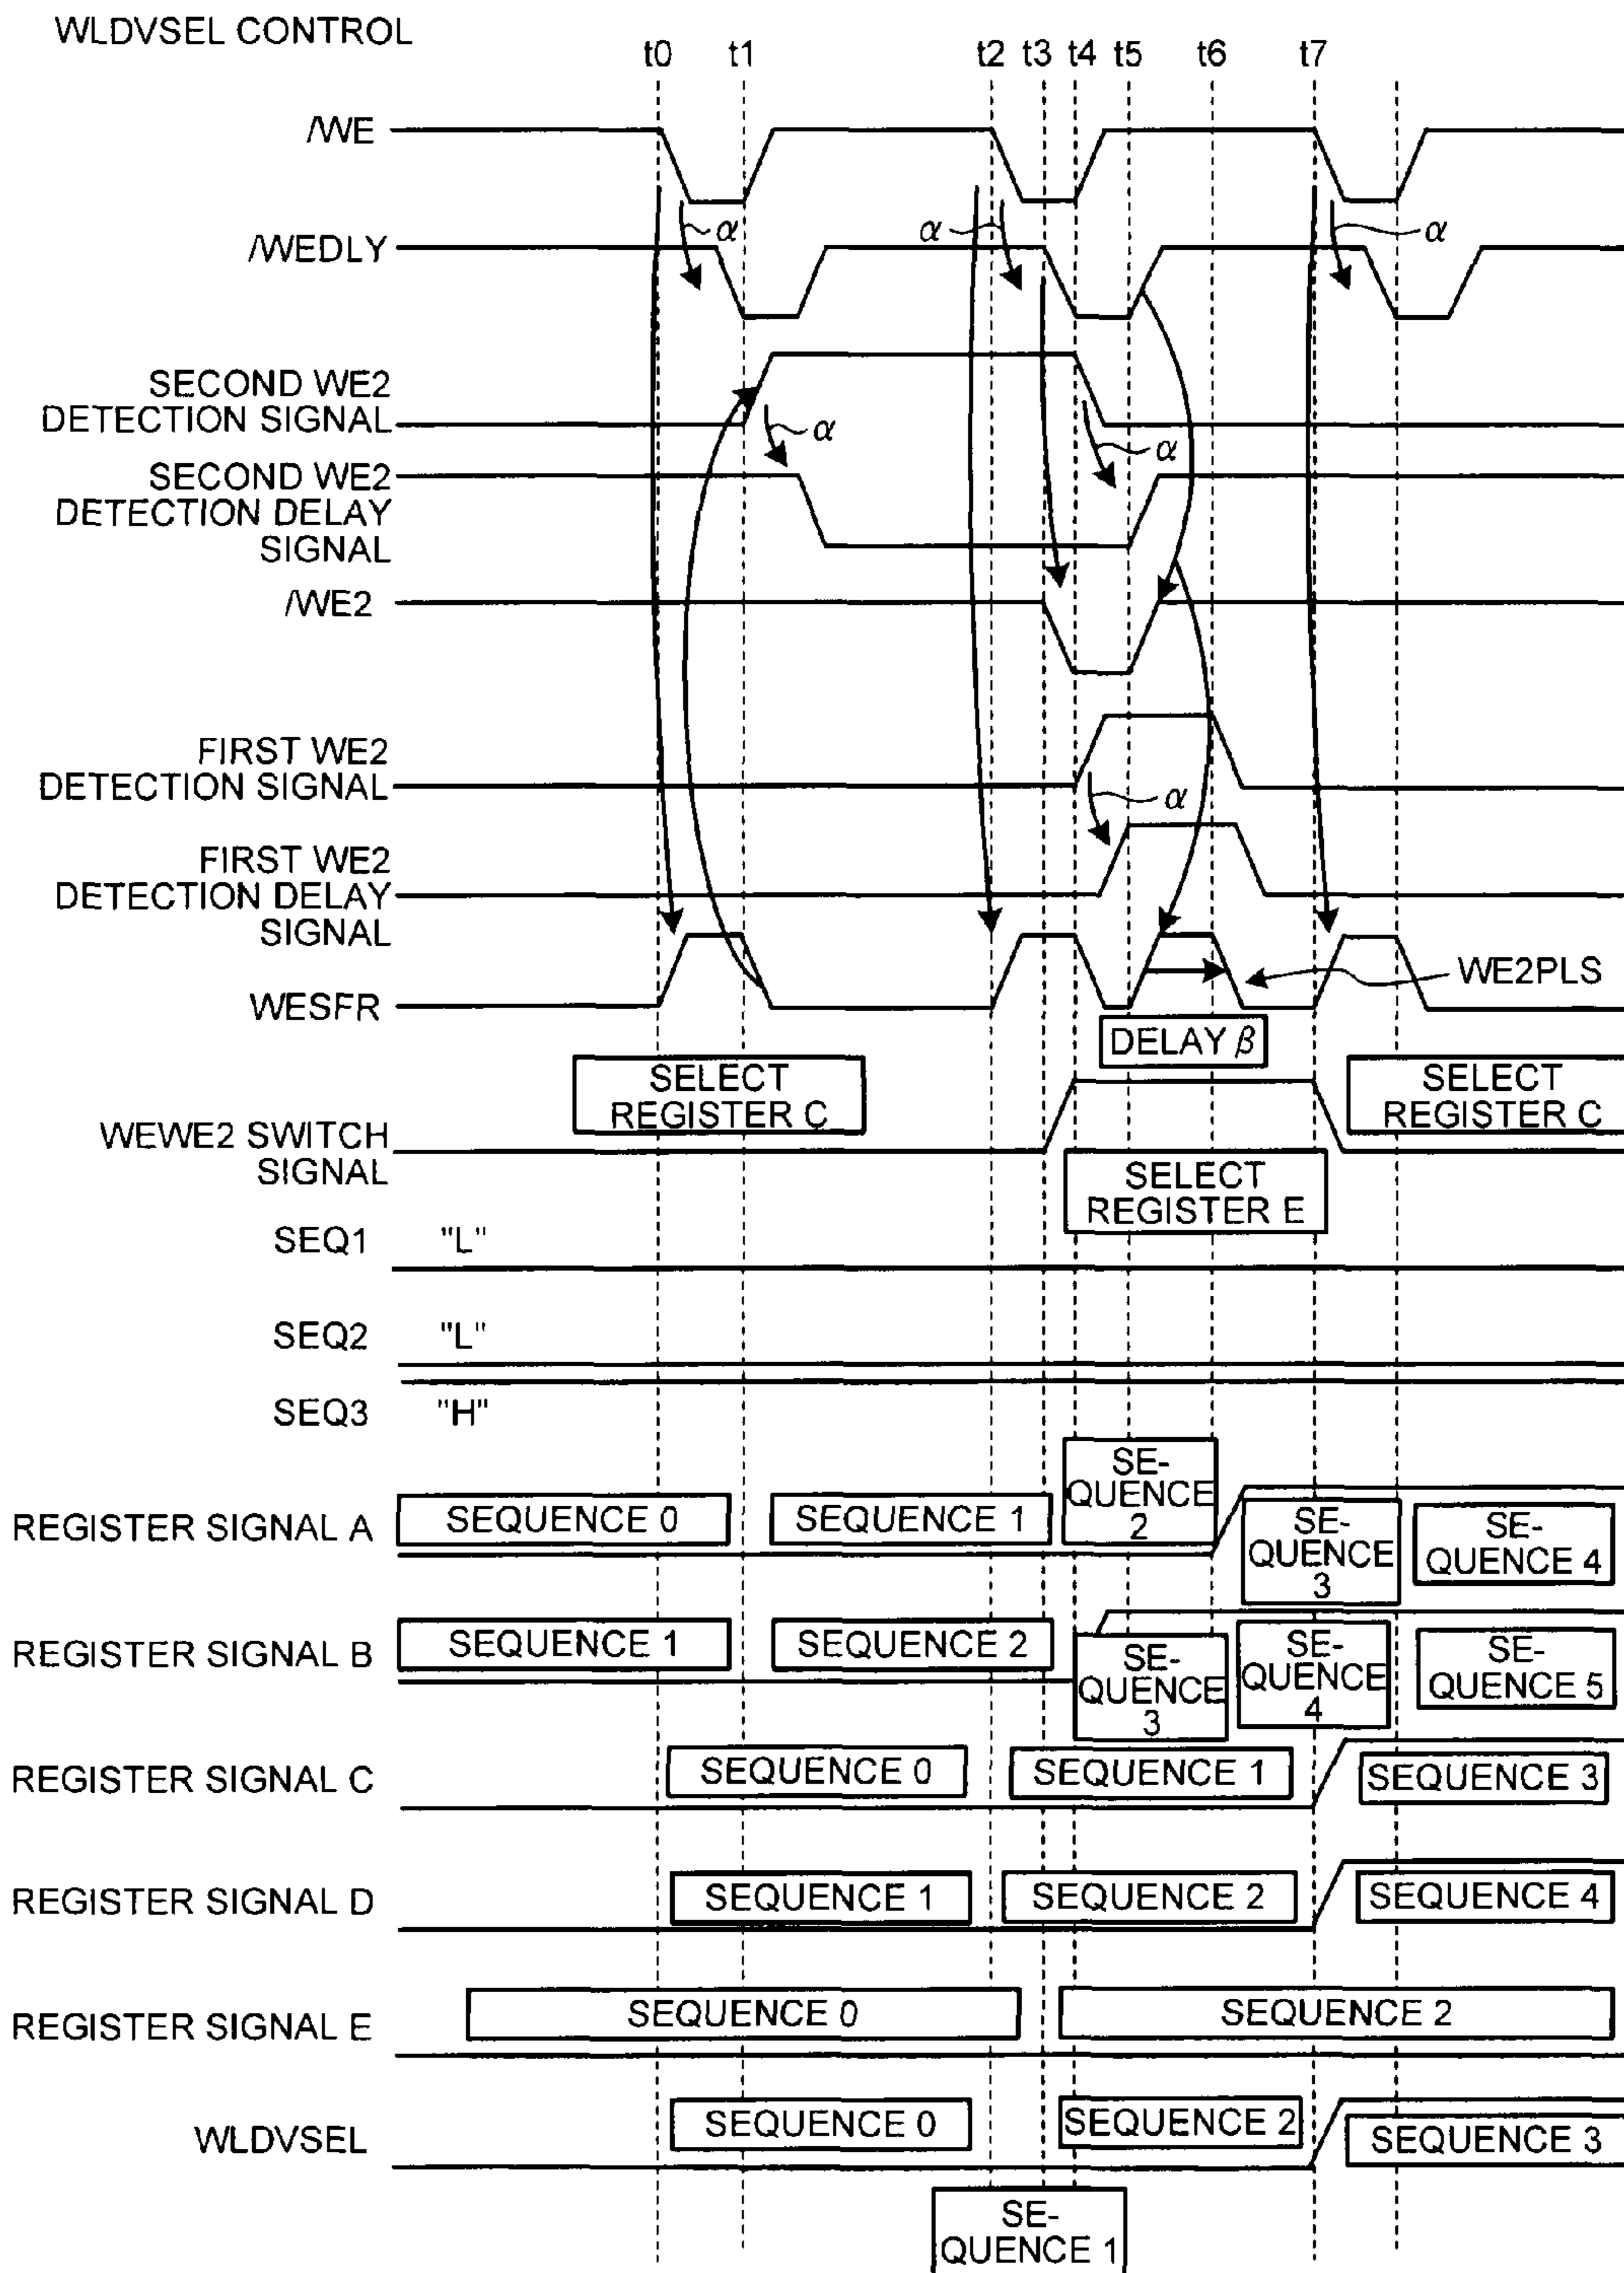 WLDVSEL CONTROL
t0 t1 t2 t3 t4 t5 t6 t7
/WE
α α α
/WEDLY
SECOND WE2
DETECTION SIGNAL
α α
SECOND WE2
DETECTION DELAY
SIGNAL
/WE2
FIRST WE2
DETECTION SIGNAL
α
FIRST WE2
DETECTION DELAY
SIGNAL
WE2PLS
WESFR
DELAY β
SELECT
REGISTER C
SELECT
REGISTER C
WEWE2 SWITCH
SIGNAL
SELECT
REGISTER E
SEQ1 "L"
SEQ2 "L"
SEQ3 "H"
REGISTER SIGNAL A
SEQUENCE 0
SEQUENCE 1
SE-
QUENCE
2
SE-
QUENCE
3
SE-
QUENCE 4
REGISTER SIGNAL B
SEQUENCE 1
SEQUENCE 2
SE-
QUENCE
3
SE-
QUENCE
4
SE-
QUENCE 5
REGISTER SIGNAL C
SEQUENCE 0
SEQUENCE 1
SEQUENCE 3
REGISTER SIGNAL D
SEQUENCE 1
SEQUENCE 2
SEQUENCE 4
REGISTER SIGNAL E
SEQUENCE 0
SEQUENCE 2
WLDVSEL
SEQUENCE 0
SEQUENCE 2
SEQUENCE 3
SE-
QUENCE 1